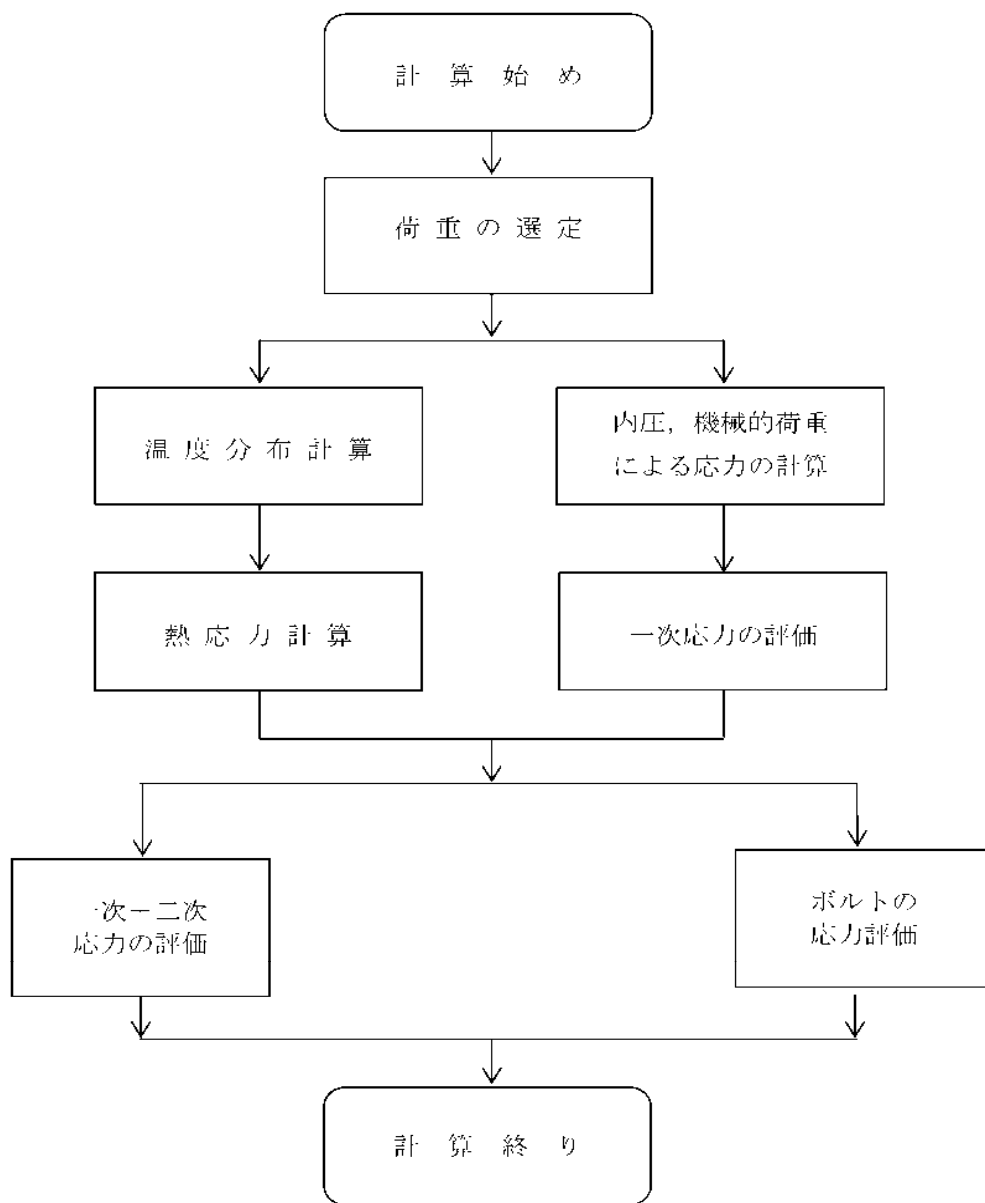 計算始め
荷重の選定
温度分布計算
内圧，機械的荷重
による応力の計算
熱応力計算
一次応力の評価
一次＋二次
応力の評価
ボルトの
応力評価
計算終り